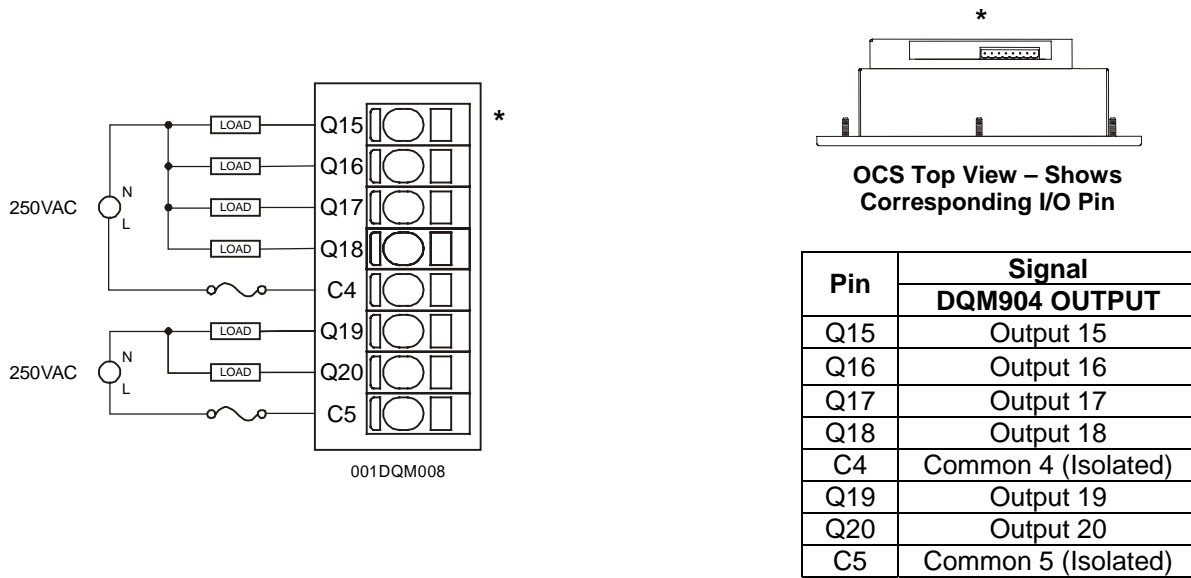 *
Q15
Q16
Q17
Q18
C4
Q19
Q20
C5
LOAD
LOAD
LOAD
LOAD
LOAD
LOAD
250VAC
N
L
250VAC
N
L
001DQM008
*
OCS Top View – Shows
Corresponding I/O Pin
Pin Signal
DQM904 OUTPUT
Q15 Output 15
Q16 Output 16
Q17 Output 17
Q18 Output 18
C4 Common 4 (Isolated)
Q19 Output 19
Q20 Output 20
C5 Common 5 (Isolated)